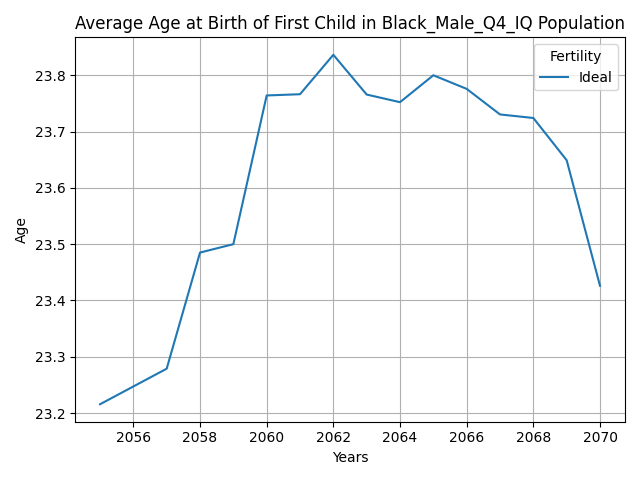 Average Age at Birth of First Child in Black_Male_Q4_IQ Population
Fertility
Ideal
23.8
23.7
23.6
23.5
23.4
23.3
23.2
Age
2056 2058 2060 2062 2064 2066 2068 2070
Years